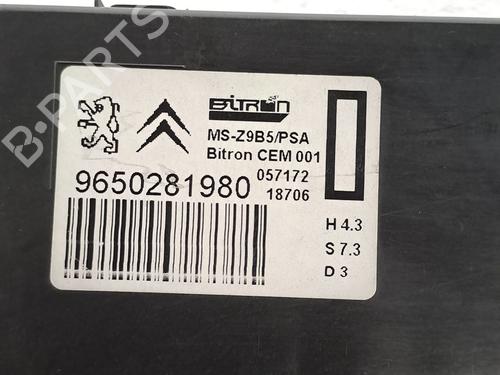 BITRON
MS-Z9B5/PSA
Bitron CEM 001
057172
9650281980
18706
H 4.3
S 7.3
D 3
B-PARTS